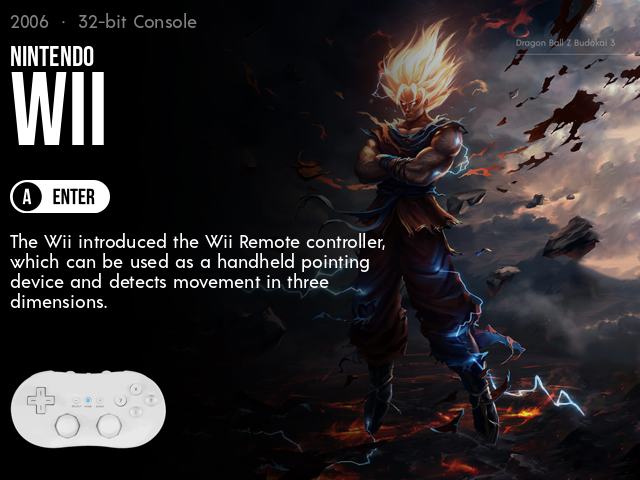 2006 · 32-bit Console
Dragon Ball Z Budokai 3
NINTENDO
WII
A ENTER
The Wii introduced the Wii Remote controller,
which can be used as a handheld pointing
device and detects movement in three
dimensions.